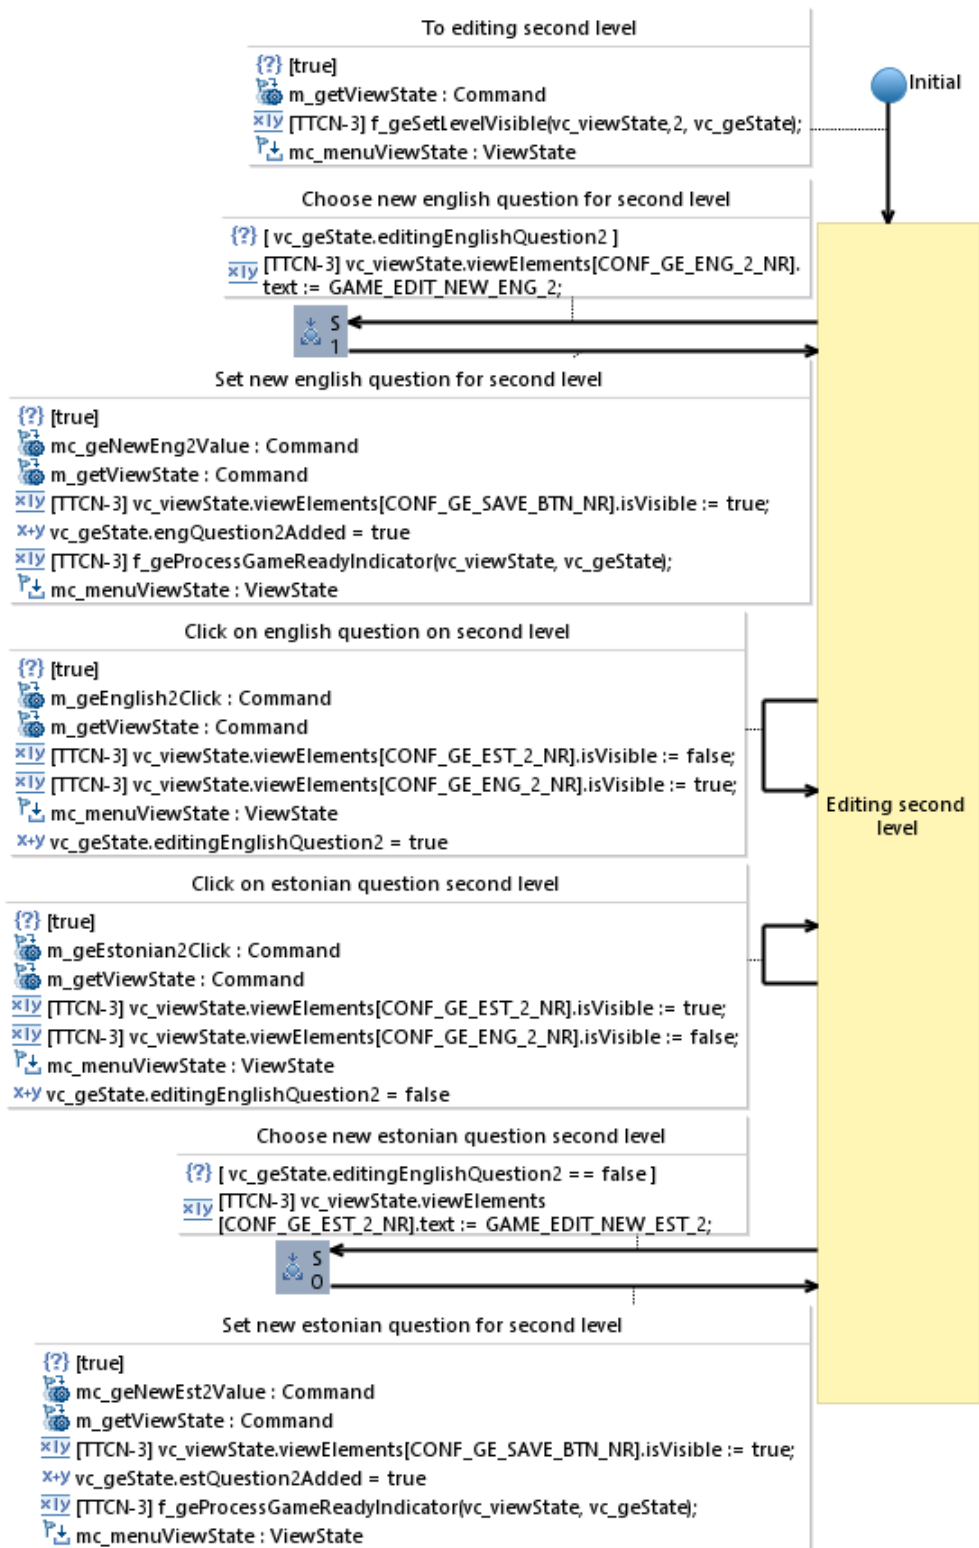 To editing second level
{?} [true]
m_getViewState : Command
x|y [TTCN-3] f_geSetLevelVisible(vc_viewState,2, vc_geState);
mc_menuViewState : ViewState
Initial
Choose new english question for second level
{?} [ vc_geState.editingEnglishQuestion2 ]
x|y [TTCN-3] vc_viewState.viewElements[CONF_GE_ENG_2_NR].
text := GAME_EDIT_NEW_ENG_2;
S
1
Set new english question for second level
{?} [true]
mc_geNewEng2Value : Command
m_getViewState : Command
x|y [TTCN-3] vc_viewState.viewElements[CONF_GE_SAVE_BTN_NR].isVisible := true;
x+y vc_geState.engQuestion2Added = true
x|y [TTCN-3] f_geProcessGameReadyIndicator(vc_viewState, vc_geState);
mc_menuViewState : ViewState
Click on english question on second level
{?} [true]
m_geEnglish2Click : Command
m_getViewState : Command
x|y [TTCN-3] vc_viewState.viewElements[CONF_GE_EST_2_NR].isVisible := false;
x|y [TTCN-3] vc_viewState.viewElements[CONF_GE_ENG_2_NR].isVisible := true;
mc_menuViewState : ViewState
x+y vc_geState.editingEnglishQuestion2 = true
Editing second
level
Click on estonian question second level
{?} [true]
m_geEstonian2Click : Command
m_getViewState : Command
x|y [TTCN-3] vc_viewState.viewElements[CONF_GE_EST_2_NR].isVisible := true;
x|y [TTCN-3] vc_viewState.viewElements[CONF_GE_ENG_2_NR].isVisible := false;
mc_menuViewState : ViewState
x+y vc_geState.editingEnglishQuestion2 = false
Choose new estonian question second level
{?} [ vc_geState.editingEnglishQuestion2 == false ]
x|y [TTCN-3] vc_viewState.viewElements
[CONF_GE_EST_2_NR].text := GAME_EDIT_NEW_EST_2;
S
0
Set new estonian question for second level
{?} [true]
mc_geNewEst2Value : Command
m_getViewState : Command
x|y [TTCN-3] vc_viewState.viewElements[CONF_GE_SAVE_BTN_NR].isVisible := true;
x+y vc_geState.estQuestion2Added = true
x|y [TTCN-3] f_geProcessGameReadyIndicator(vc_viewState, vc_geState);
mc_menuViewState : ViewState